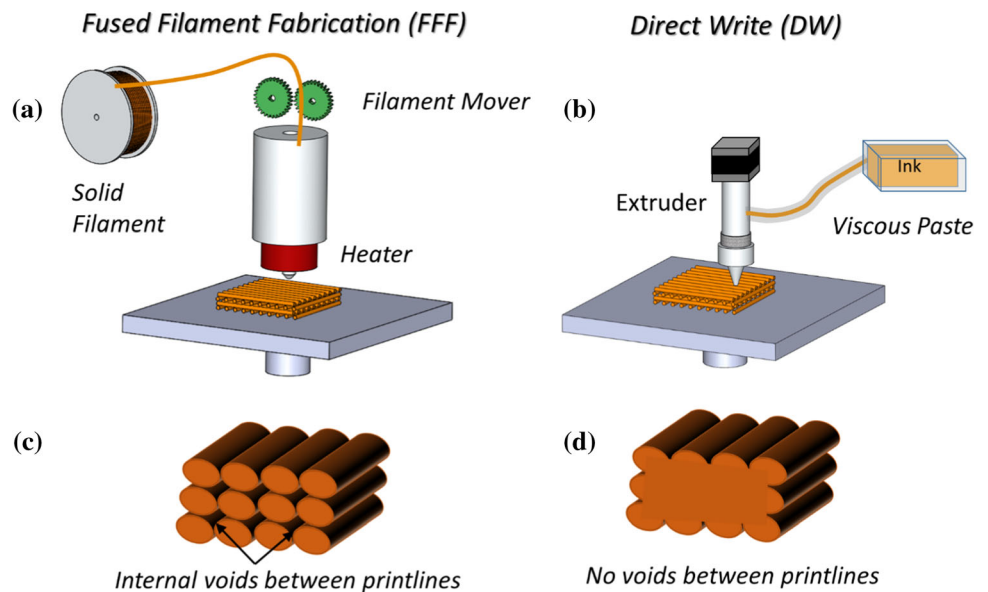 Fused Filament Fabrication (FFF)
Direct Write (DW)
(a)
Filament Mover
Solid
Filament
Heater
(b)
Ink
Extruder
Viscous Paste
(c)
Internal voids between printlines
(d)
No voids between printlines